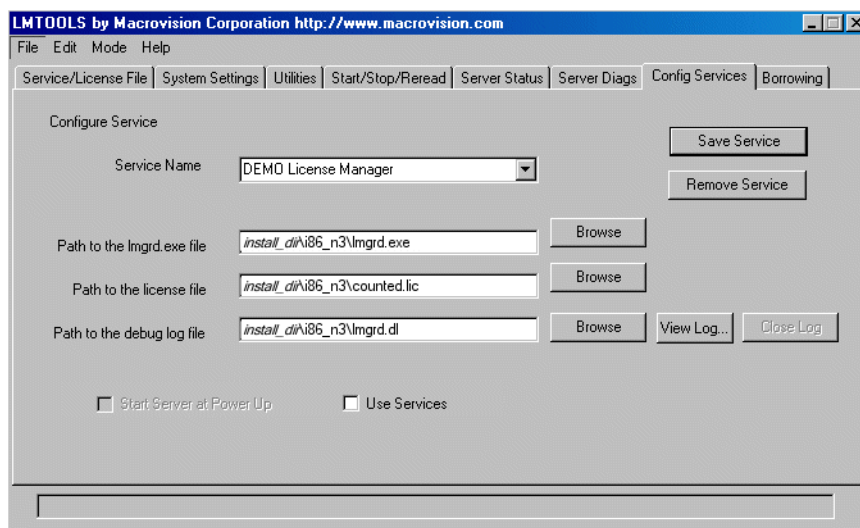 LMTOOLS by Macrovision Corporation http://www.macrovision.com
File Edit Mode Help
Service/License File System Settings Utilities Start/Stop/Reread Server Status Server Diags Config Services Borrowing
Configure Service
Save Service
Service Name DEMO License Manager
Remove Service
Path to the lmgrd.exe file install_dir\i86_n3\lmgrd.exe Browse
Path to the license file install_dir\i86_n3\counted.lic Browse
Path to the debug log file install_dir\i86_n3\lmgrd.dl Browse View Log... Close Log
Start Server at Power Up Use Services